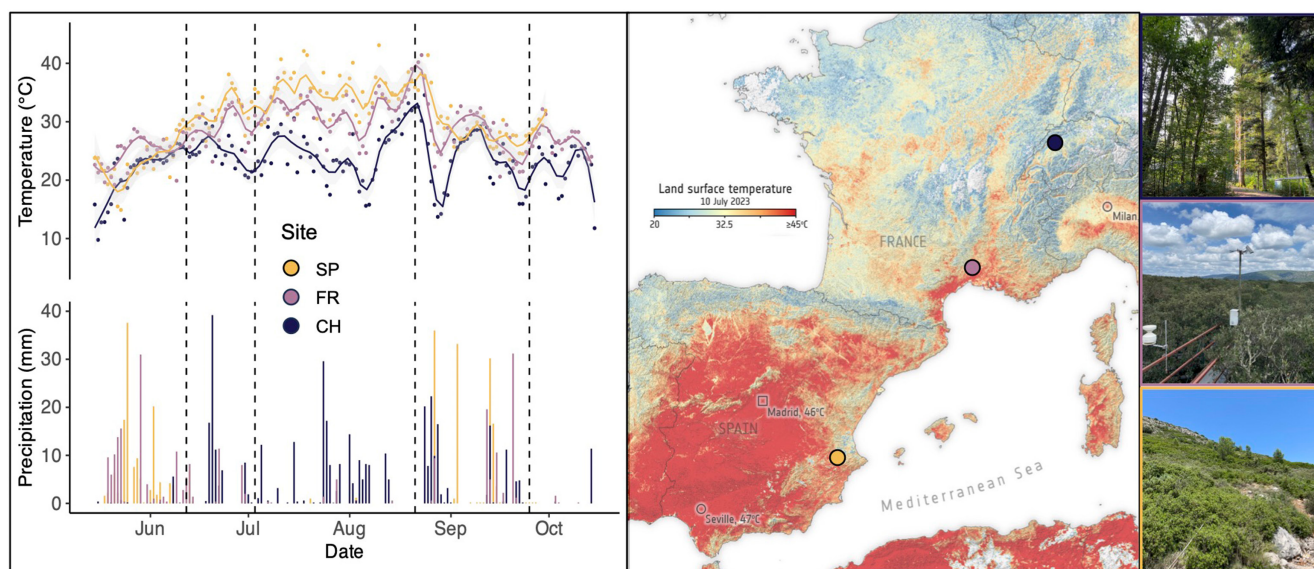 Temperature (°C)
40
30
20
10
Site
SP
FR
CH
Precipitation (mm)
40
30
20
10
0
Jun
Jul
Aug
Sep
Oct
Date
Land surface temperature
10 July 2023
20
32.5
≥45°C
FRANCE
Milan
Madrid, 46°C
SPAIN
Seville, 47°C
Mediterranean Sea